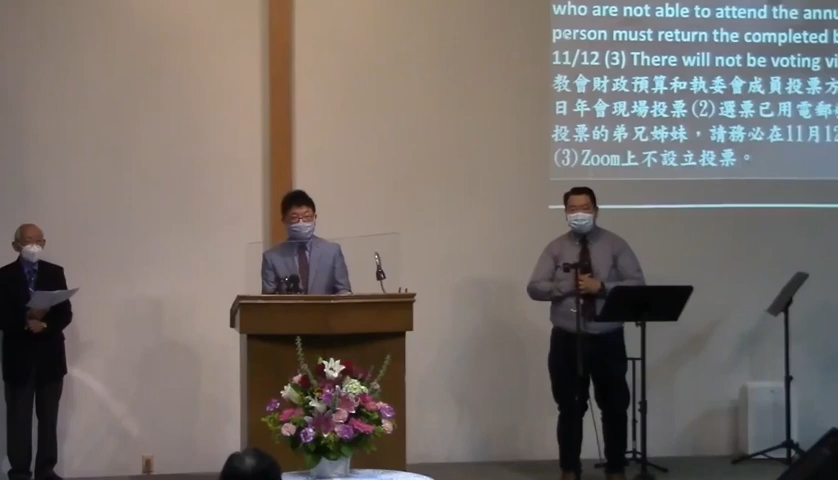 who are not able to attend the
person must return the completed
11/12 (3) There will not be voting
教會財政預算和執委會成員投票方
日年會現場投票(2)選票已用電郵
投票的弟兄姊妹，請務必在11月12
(3)Zoom上不設立投票。